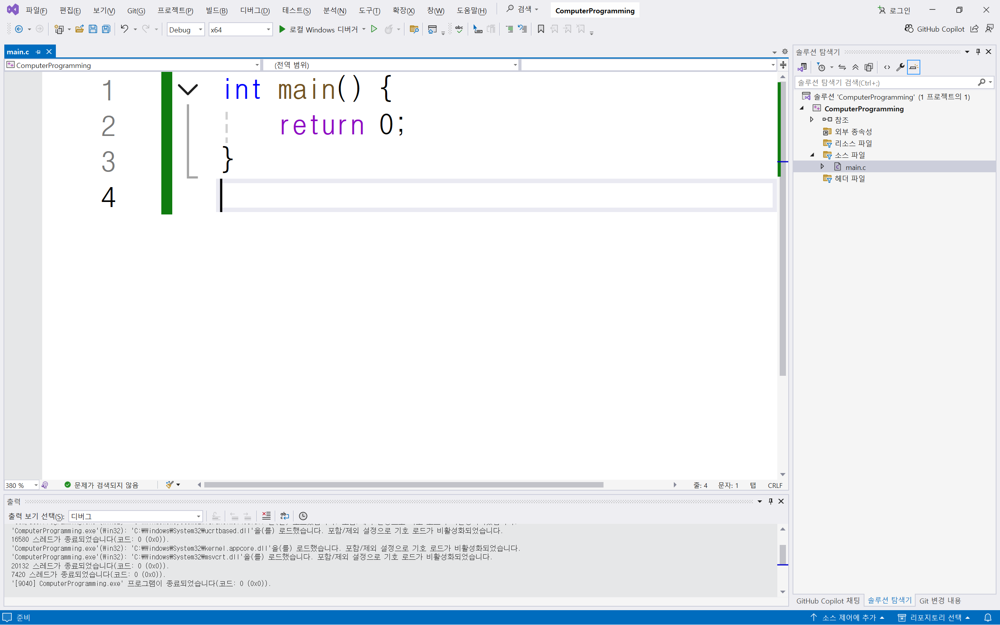 파일(F) 편집(E) 보기(V) Git(G) 프로젝트(P) 빌드(B) 디버그(D) 테스트(S) 분석(N) 도구(T) 확장(X) 창(W) 도움말(H) 검색 ComputerProgramming 로그인
Debug x64 로컬 Windows 디버거 abc GitHub Copilot
main.c
ComputerProgramming (전역 범위)
1 int main() {
2 return 0;
3 }
4
380 % 문제가 검색되지 않음 줄: 4 문자: 1 탭 CRLF
출력
출력 보기 선택(S): 디버그
'ComputerProgramming.exe'(Win32): 'C:₩Windows₩System32₩ucrtbased.dll'을(를) 로드했습니다. 포함/제외 설정으로 기호 로드가 비활성화되었습니다.
16580 스레드가 종료되었습니다(코드: 0 (0x0)).
'ComputerProgramming.exe'(Win32): 'C:₩Windows₩System32₩kernel.appcore.dll'을(를) 로드했습니다. 포함/제외 설정으로 기호 로드가 비활성화되었습니다.
'ComputerProgramming.exe'(Win32): 'C:₩Windows₩System32₩msvcrt.dll'을(를) 로드했습니다. 포함/제외 설정으로 기호 로드가 비활성화되었습니다.
20132 스레드가 종료되었습니다(코드: 0 (0x0)).
7420 스레드가 종료되었습니다(코드: 0 (0x0)).
'[9040] ComputerProgramming.exe' 프로그램이 종료되었습니다(코드: 0 (0x0)).
솔루션 탐색기
솔루션 탐색기 검색(Ctrl+;)
솔루션 'ComputerProgramming' (1 프로젝트의 1)
ComputerProgramming
참조
외부 종속성
리소스 파일
소스 파일
main.c
헤더 파일
GitHub Copilot 채팅 솔루션 탐색기 Git 변경 내용
준비 소스 제어에 추가 리포지토리 선택